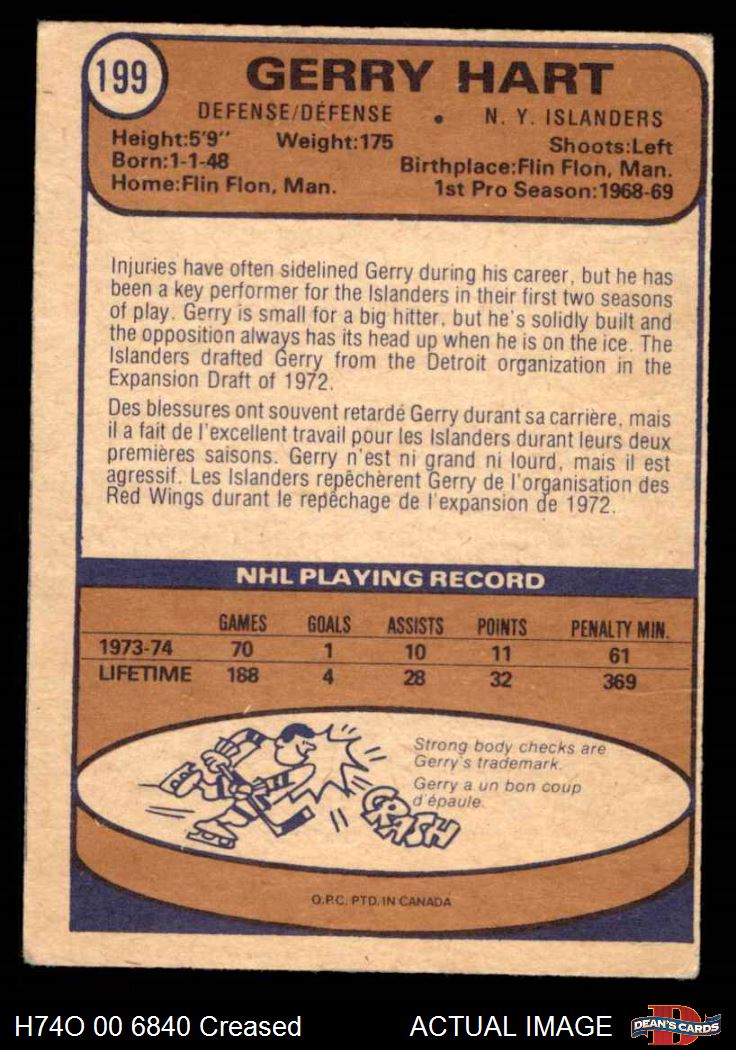 199
GERRY HART
DEFENSE/DÉFENSE • N. Y. ISLANDERS
Height:5'9" Weight:175 Shoots:Left
Born:1-1-48 Birthplace:Flin Flon, Man.
Home:Flin Flon, Man. 1st Pro Season:1968-69
Injuries have often sidelined Gerry during his career, but he has
been a key performer for the Islanders in their first two seasons
of play. Gerry is small for a big hitter, but he's solidly built and
the opposition always has its head up when he is on the ice. The
Islanders drafted Gerry from the Detroit organization in the
Expansion Draft of 1972.
Des blessures ont souvent retardé Gerry durant sa carrière, mais
il a fait de l'excellent travail pour les Islanders durant leurs deux
premières saisons. Gerry n'est ni grand ni lourd, mais il est
agressif. Les Islanders repêchèrent Gerry de l'organisation des
Red Wings durant le repêchage de l'expansion de 1972.
NHL PLAYING RECORD
GAMES GOALS ASSISTS POINTS PENALTY MIN.
1973-74 70 1 10 11 61
LIFETIME 188 4 28 32 369
Strong body checks are
Gerry's trademark.
Gerry a un bon coup
d'épaule.
CRASH
O.P.C. PTD. IN CANADA
H74O 00 6840 Creased ACTUAL IMAGE
DEAN'S CARDS